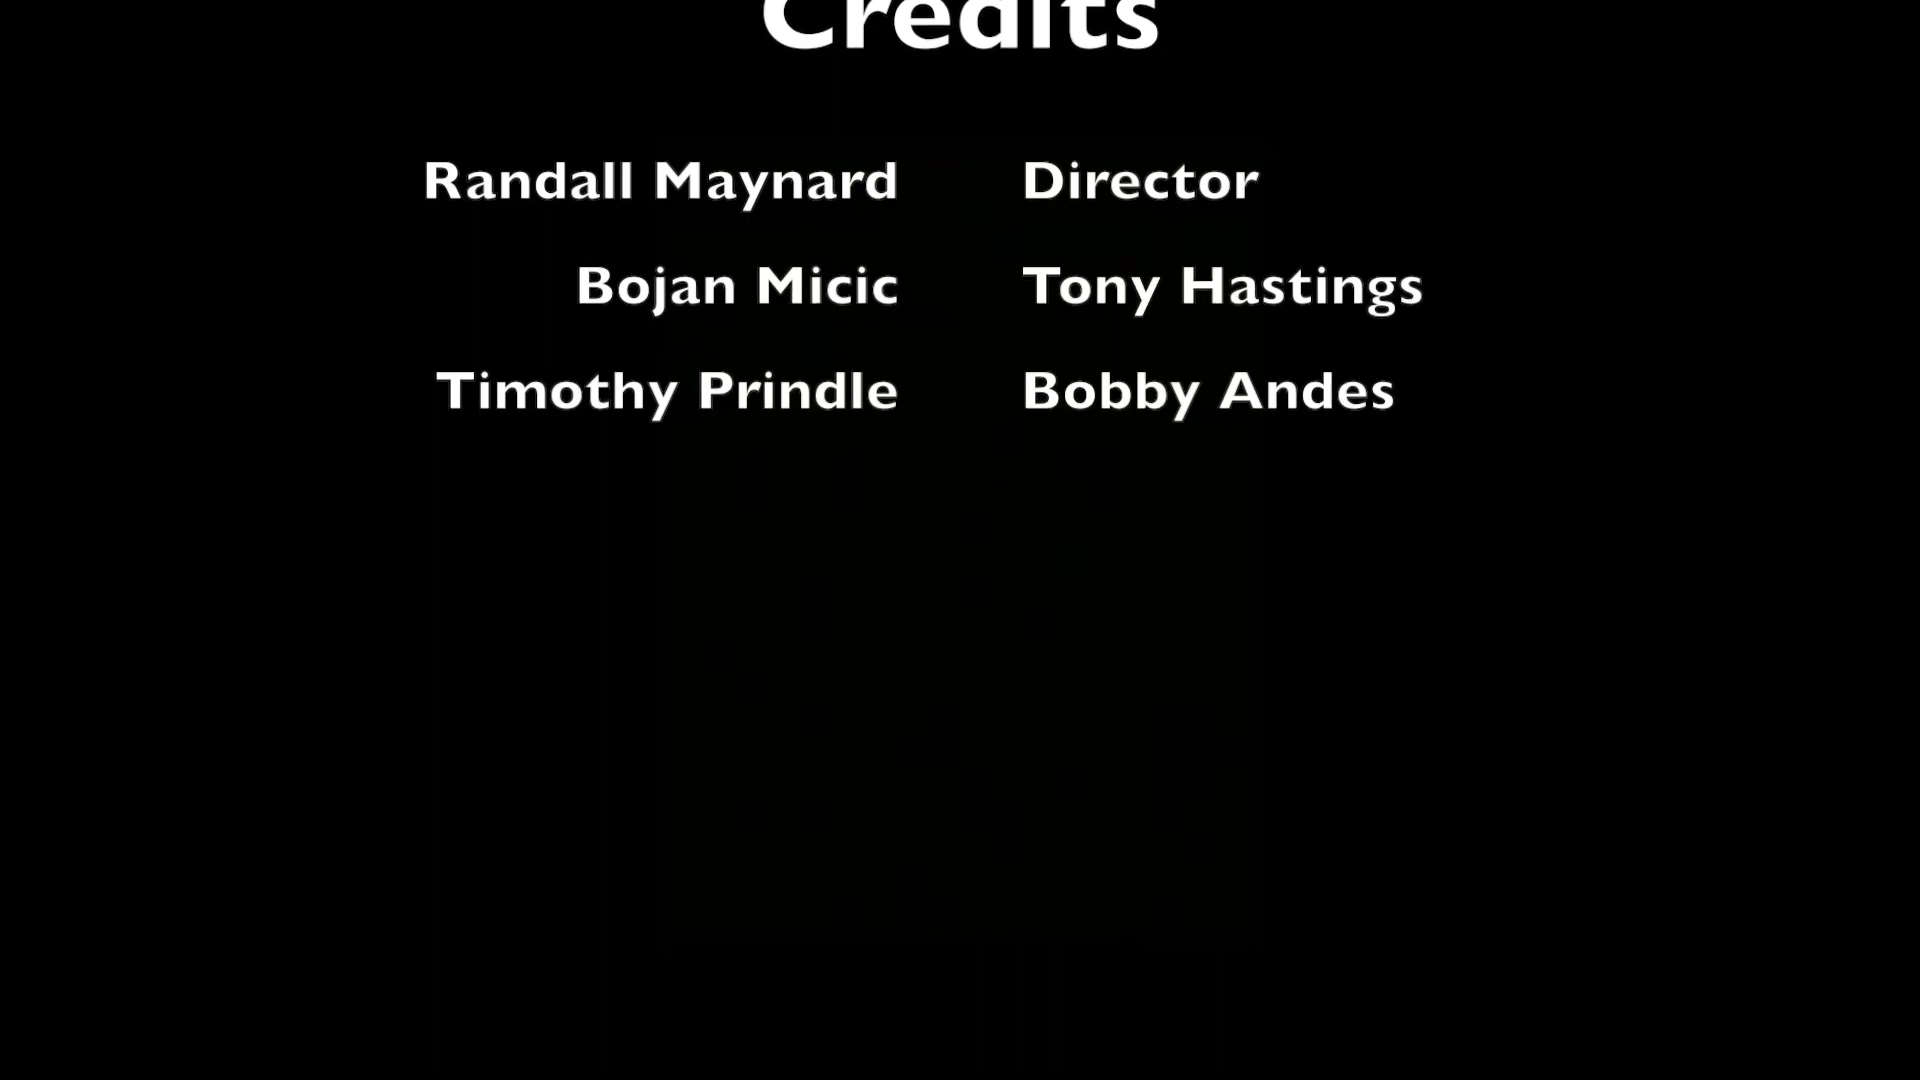 Credits
Randall Maynard Director
Bojan Micic Tony Hastings
Timothy Prindle Bobby Andes